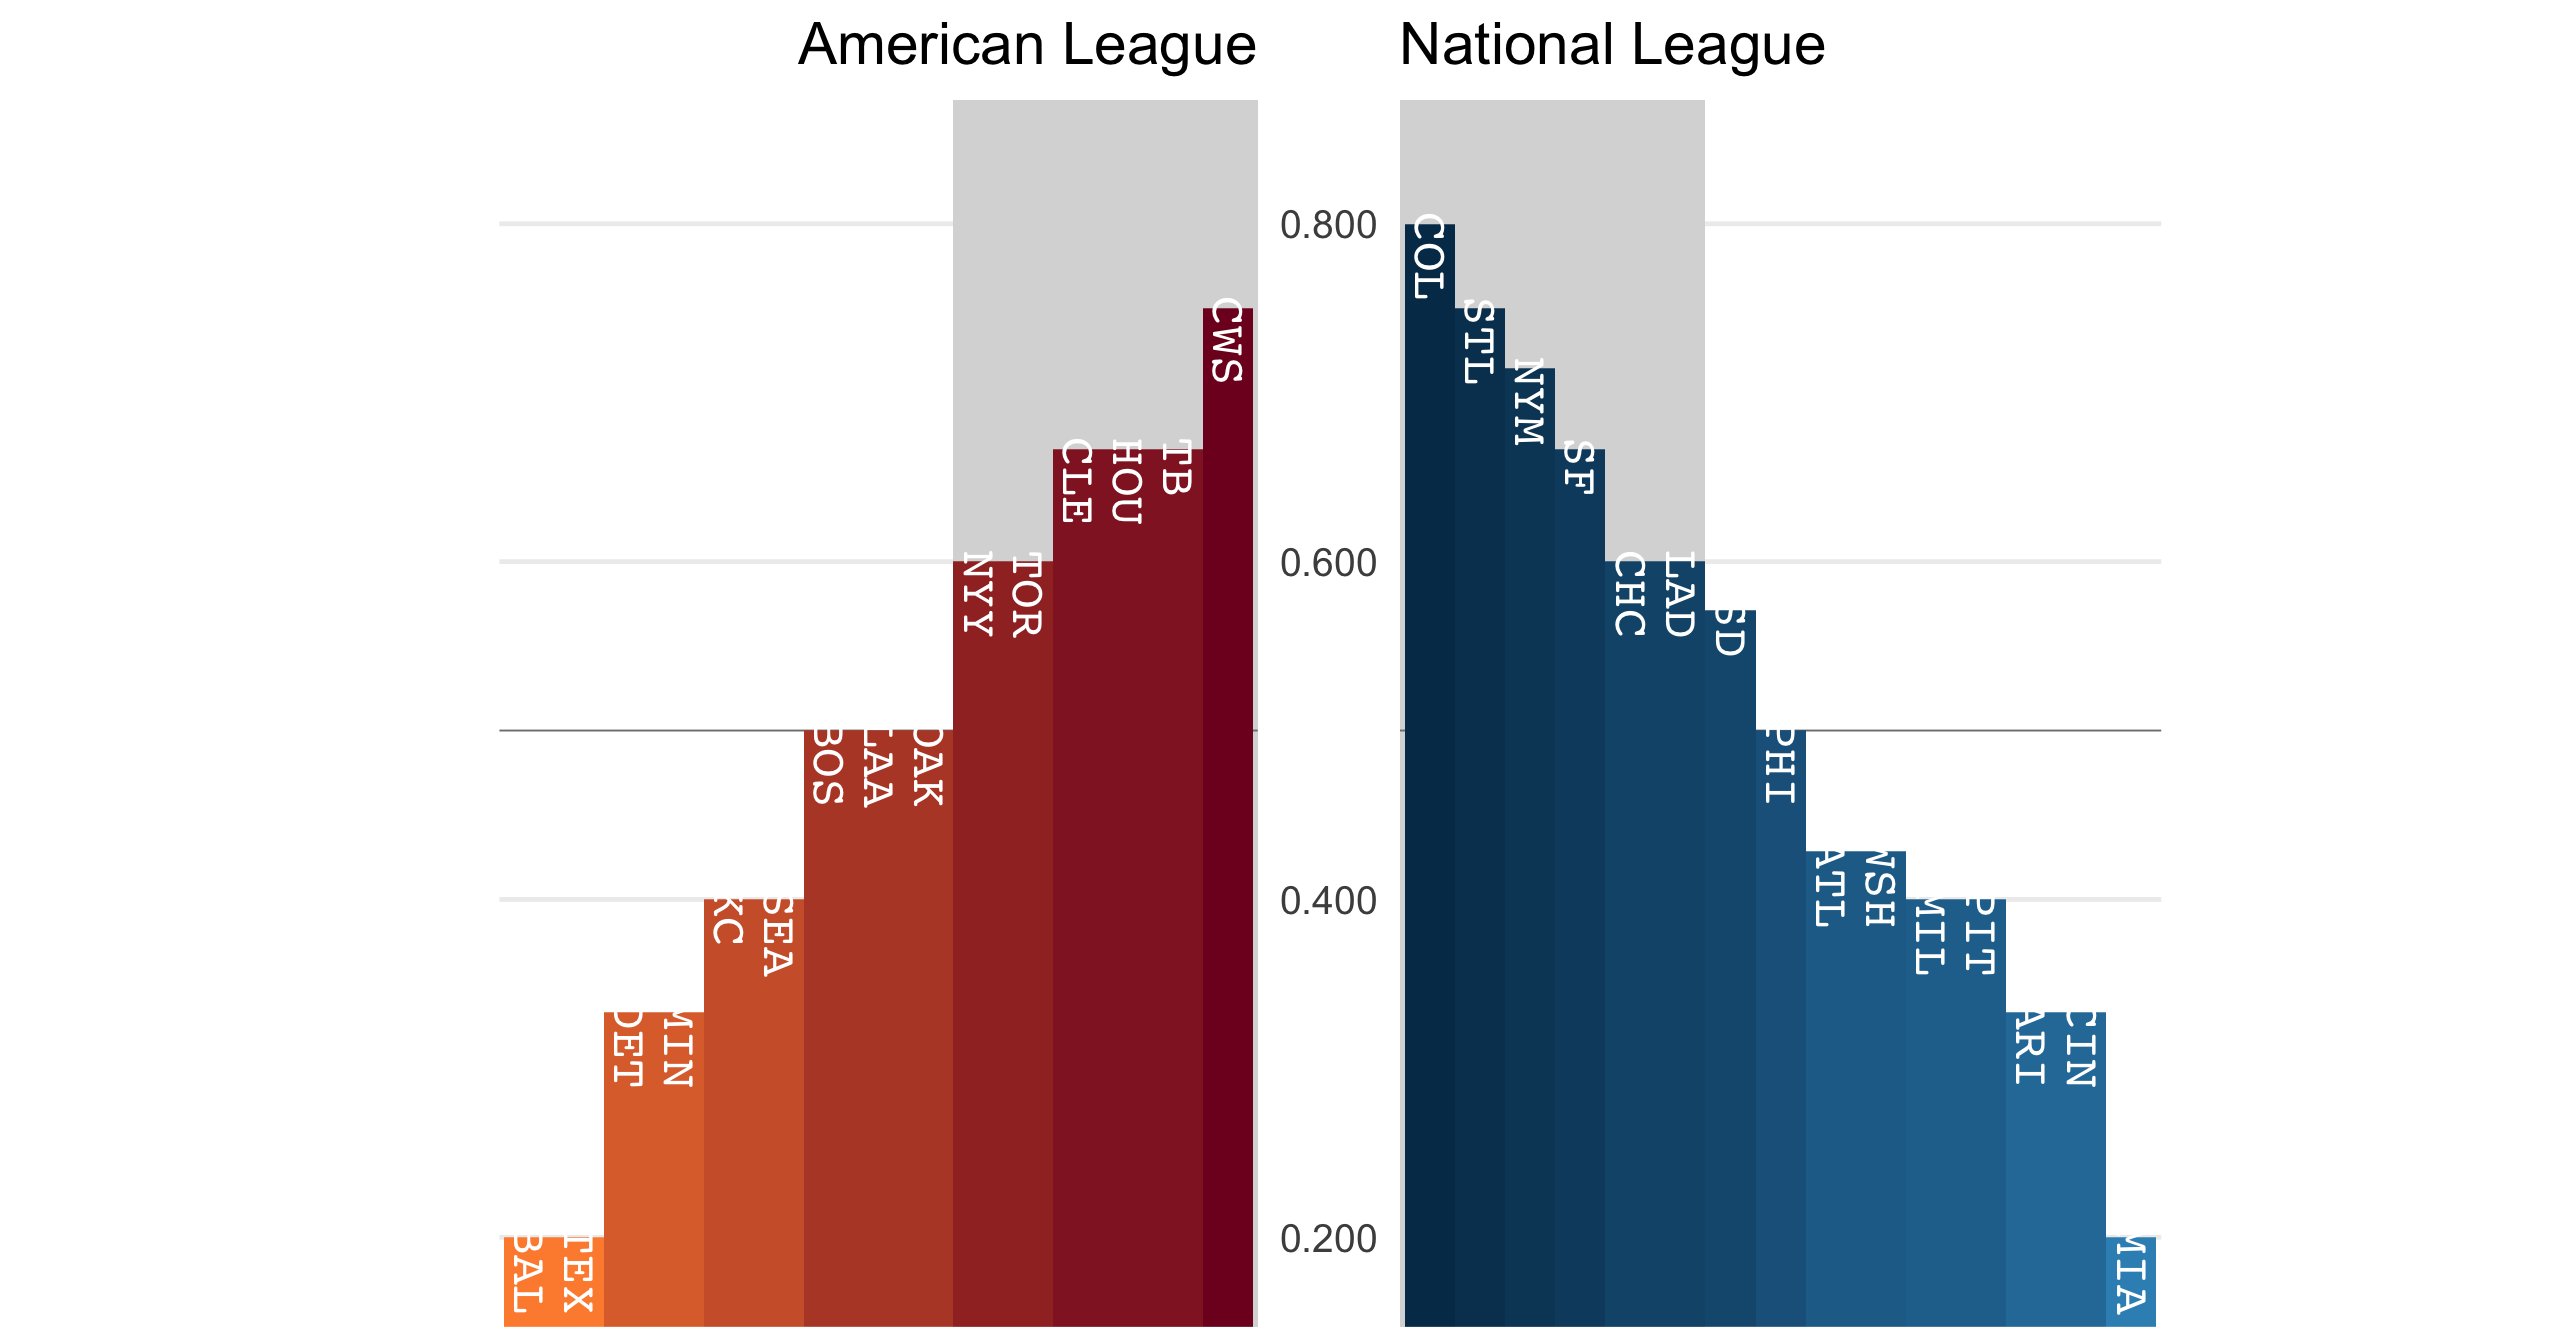 American League
National League
0.800
0.600
0.400
0.200
BAL
TEX
DET
MIN
KC
SEA
BOS
LAA
OAK
NYY
TOR
CLE
HOU
TB
CWS
COL
STL
NYM
SF
CHC
LAD
SD
PHI
ATL
WSH
MIL
PIT
ARI
CIN
MIA